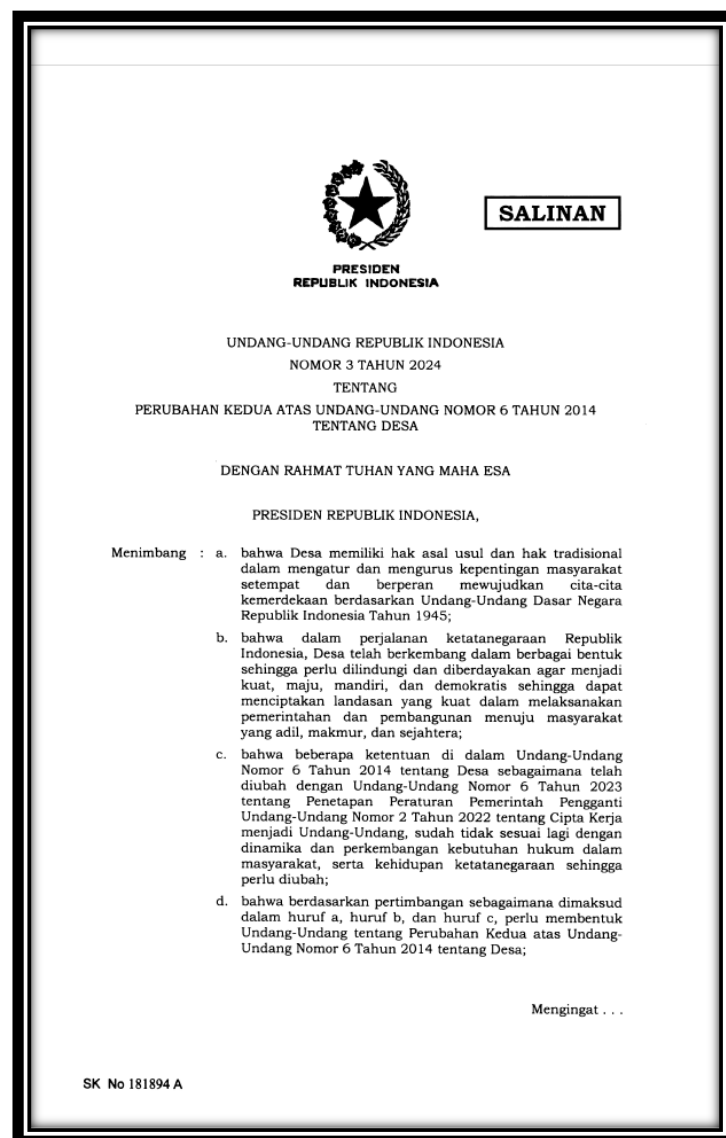 SALINAN
PRESIDEN
REPUBLIK INDONESIA
UNDANG-UNDANG REPUBLIK INDONESIA
NOMOR 3 TAHUN 2024
TENTANG
PERUBAHAN KEDUA ATAS UNDANG-UNDANG NOMOR 6 TAHUN 2014
TENTANG DESA
DENGAN RAHMAT TUHAN YANG MAHA ESA
PRESIDEN REPUBLIK INDONESIA,
Menimbang : a. bahwa Desa memiliki hak asal usul dan hak tradisional
dalam mengatur dan mengurus kepentingan masyarakat
setempat dan berperan mewujudkan cita-cita
kemerdekaan berdasarkan Undang-Undang Dasar Negara
Republik Indonesia Tahun 1945;
b. bahwa dalam perjalanan ketatanegaraan Republik
Indonesia, Desa telah berkembang dalam berbagai bentuk
sehingga perlu dilindungi dan diberdayakan agar menjadi
kuat, maju, mandiri, dan demokratis sehingga dapat
menciptakan landasan yang kuat dalam melaksanakan
pemerintahan dan pembangunan menuju masyarakat
yang adil, makmur, dan sejahtera;
c. bahwa beberapa ketentuan di dalam Undang-Undang
Nomor 6 Tahun 2014 tentang Desa sebagaimana telah
diubah dengan Undang-Undang Nomor 6 Tahun 2023
tentang Penetapan Peraturan Pemerintah Pengganti
Undang-Undang Nomor 2 Tahun 2022 tentang Cipta Kerja
menjadi Undang-Undang, sudah tidak sesuai lagi dengan
dinamika dan perkembangan kebutuhan hukum dalam
masyarakat, serta kehidupan ketatanegaraan sehingga
perlu diubah;
d. bahwa berdasarkan pertimbangan sebagaimana dimaksud
dalam huruf a, huruf b, dan huruf c, perlu membentuk
Undang-Undang tentang Perubahan Kedua atas Undang-
Undang Nomor 6 Tahun 2014 tentang Desa;
Mengingat . . .
SK No 181894 A